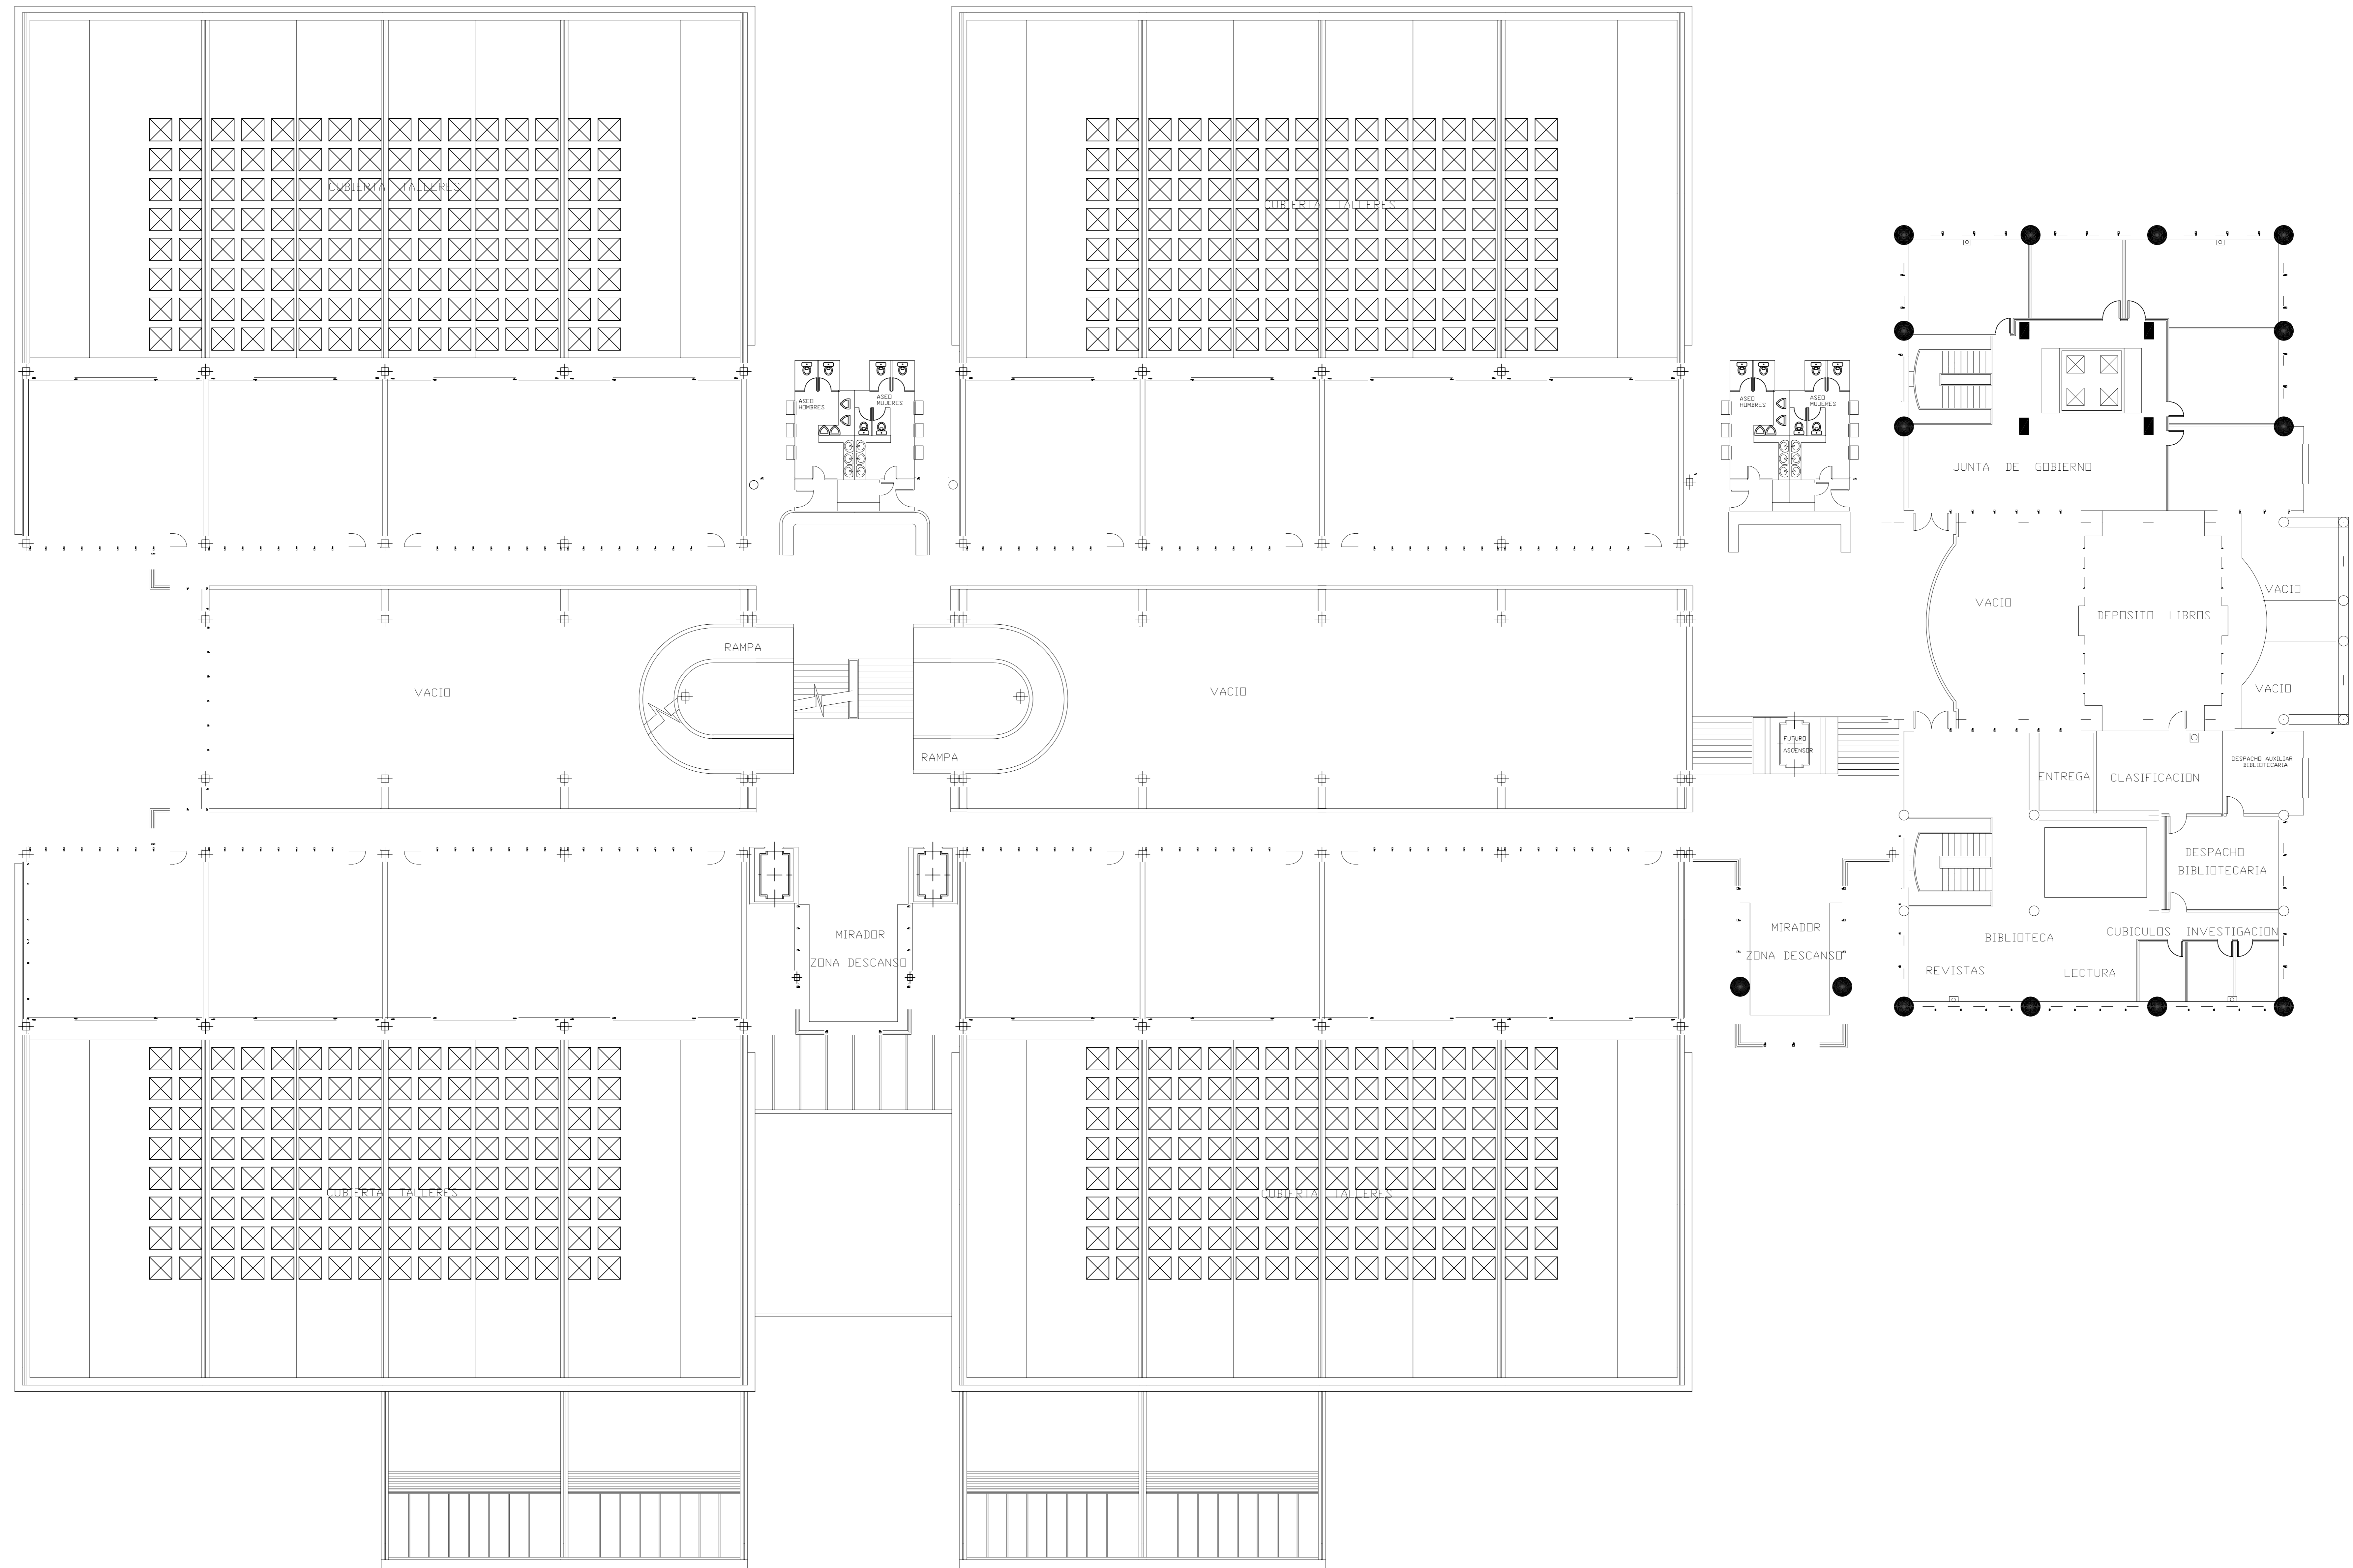 CUBIERTA TALLERES
CUBIERTA TALLERES
ASEO
HOMBRES
ASEO
MUJERES
ASEO
HOMBRES
ASEO
MUJERES
JUNTA DE GOBIERNO
VACIO
DEPOSITO LIBROS
VACIO
VACIO
RAMPA
VACIO
VACIO
RAMPA
FUTURO
ASCENSOR
ENTREGA
CLASIFICACION
DESPACHO AUXILIAR
BIBLIOTECARIA
DESPACHO
BIBLIOTECARIA
MIRADOR
ZONA DESCANSO
MIRADOR
ZONA DESCANSO
BIBLIOTECA
CUBICULOS INVESTIGACION
REVISTAS
LECTURA
CUBIERTA TALLERES
CUBIERTA TALLERES